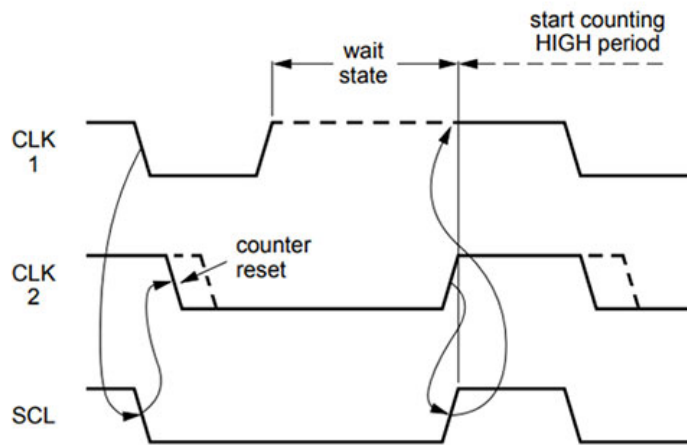 start counting
HIGH period
wait
state
CLK
1
counter
reset
CLK
2
SCL